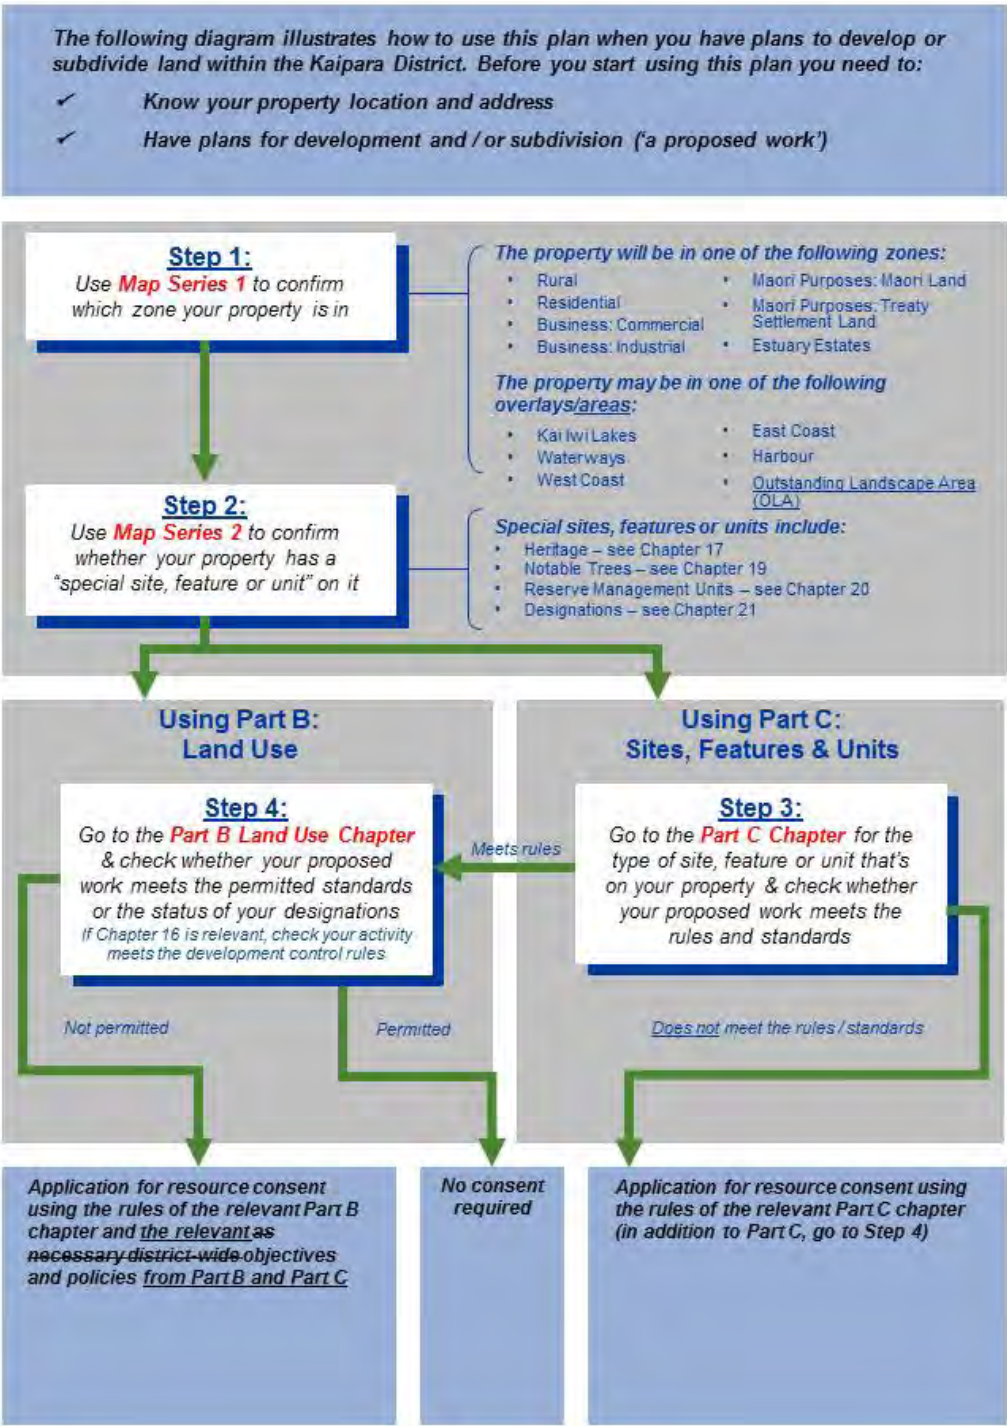 The following diagram illustrates how to use this plan when you have plans to develop or
subdivide land within the Kaipara District. Before you start using this plan you need to:
✓ Know your property location and address
✓ Have plans for development and / or subdivision ('a proposed work')
Step 1:
Use Map Series 1 to confirm
which zone your property is in
The property will be in one of the following zones:
• Rural
• Residential
• Business: Commercial
• Business: Industrial
• Maori Purposes: Maori Land
• Maori Purposes: Treaty
Settlement Land
• Estuary Estates
The property may be in one of the following
overlays/areas:
• Kai Iwi Lakes
• Waterways
• West Coast
• East Coast
• Harbour
• Outstanding Landscape Area
(OLA)
Step 2:
Use Map Series 2 to confirm
whether your property has a
"special site, feature or unit" on it
Special sites, features or units include:
• Heritage – see Chapter 17
• Notable Trees – see Chapter 19
• Reserve Management Units – see Chapter 20
• Designations – see Chapter 21
Using Part B:
Land Use
Step 4:
Go to the Part B Land Use Chapter
& check whether your proposed
work meets the permitted standards
or the status of your designations
If Chapter 16 is relevant, check your activity
meets the development control rules
Meets rules
Using Part C:
Sites, Features & Units
Step 3:
Go to the Part C Chapter for the
type of site, feature or unit that's
on your property & check whether
your proposed work meets the
rules and standards
Not permitted
Permitted
Does not meet the rules / standards
Application for resource consent
using the rules of the relevant Part B
chapter and the relevant as
necessary district-wide objectives
and policies from Part B and Part C
No consent
required
Application for resource consent using
the rules of the relevant Part C chapter
(in addition to Part C, go to Step 4)